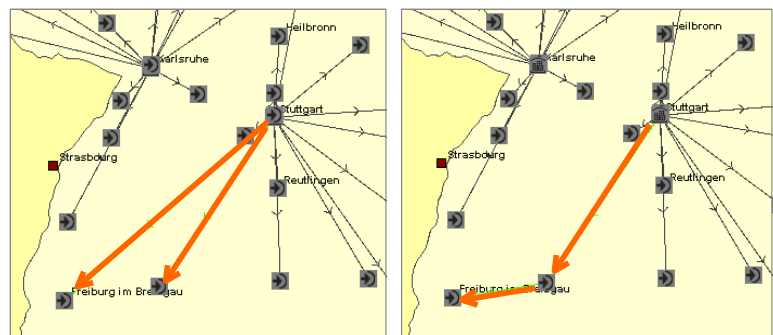 Heilbronn
Karlsruhe
Stuttgart
Strasbourg
Reutlingen
Freiburg im Breisgau
Heilbronn
Karlsruhe
Stuttgart
Strasbourg
Reutlingen
Freiburg im Breisgau